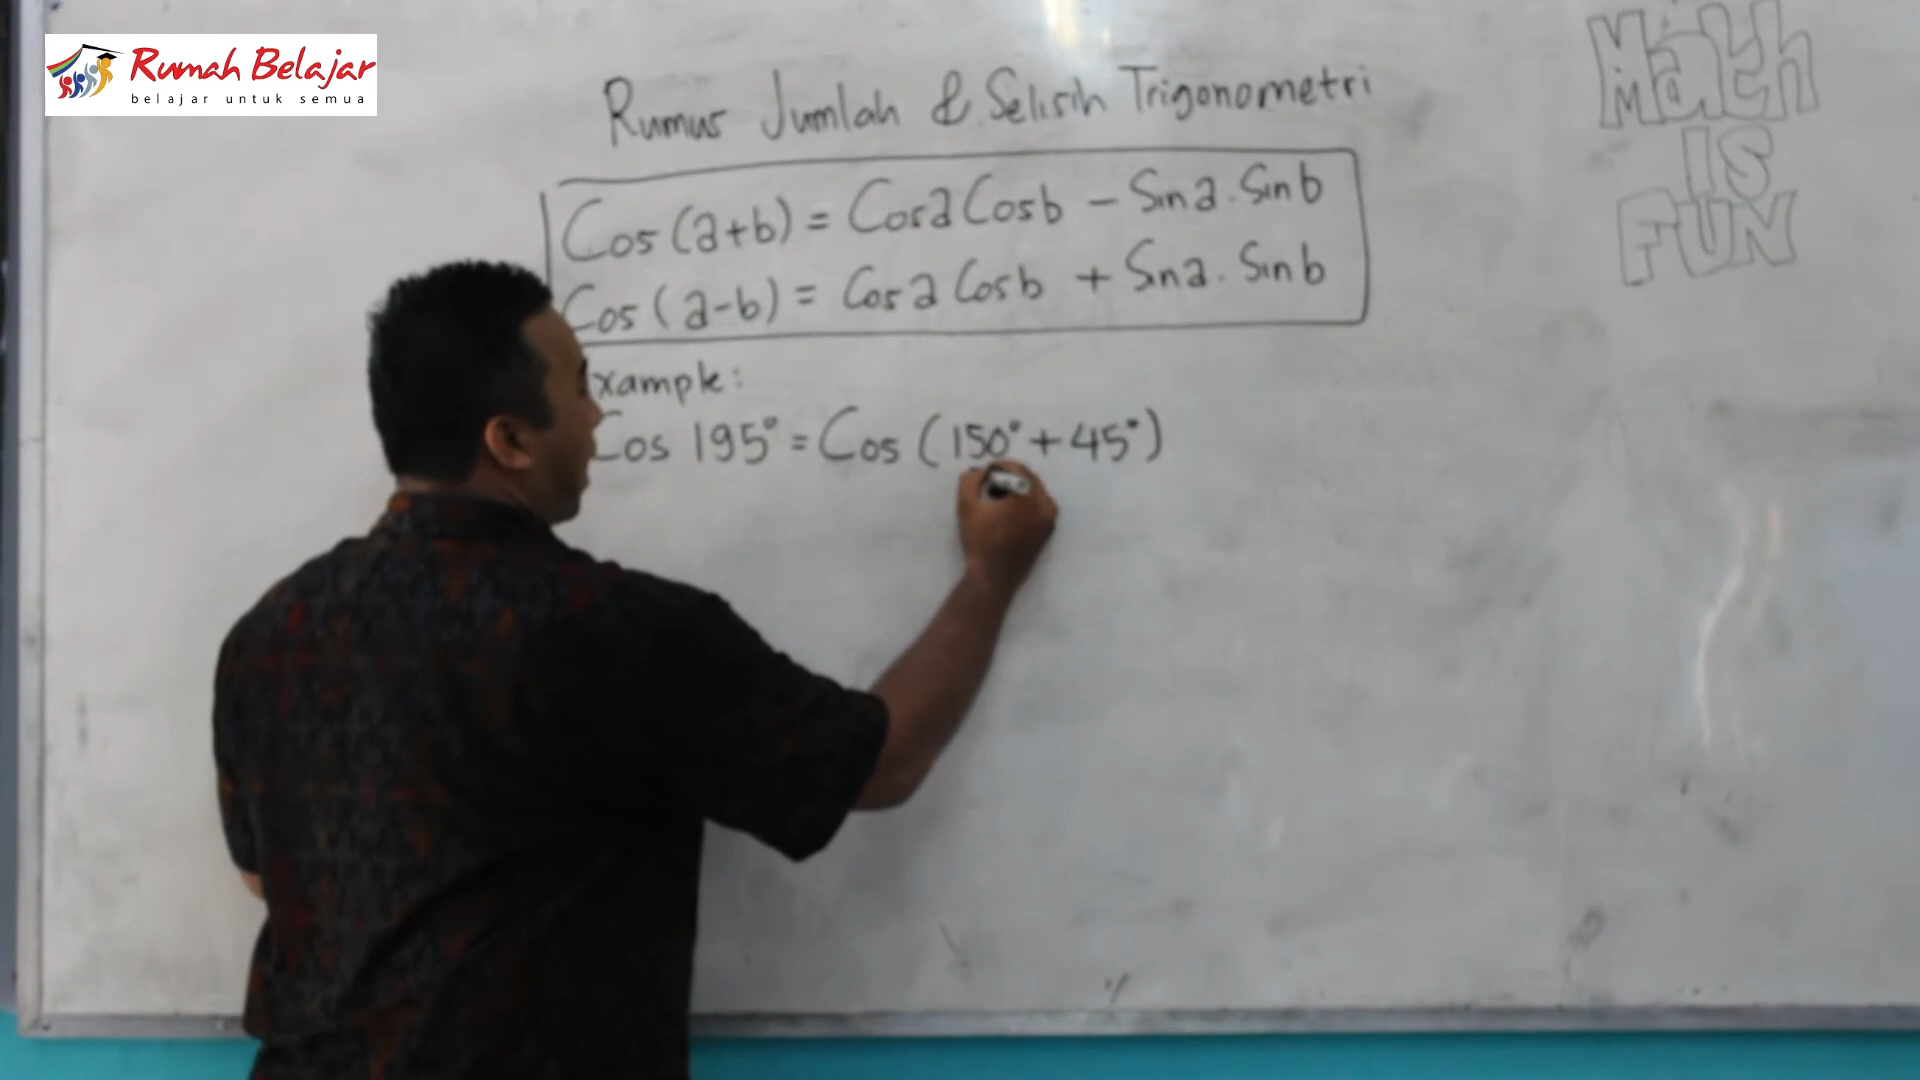 Rumah Belajar
belajar untuk semua
Rumus Jumlah & Selisih Trigonometri
Cos (a+b) = Cos a Cos b - Sin a . Sin b
Cos (a-b) = Cos a Cos b + Sin a . Sin b
xample:
Cos 195° = Cos (150° + 45°)
Math
IS
FUN